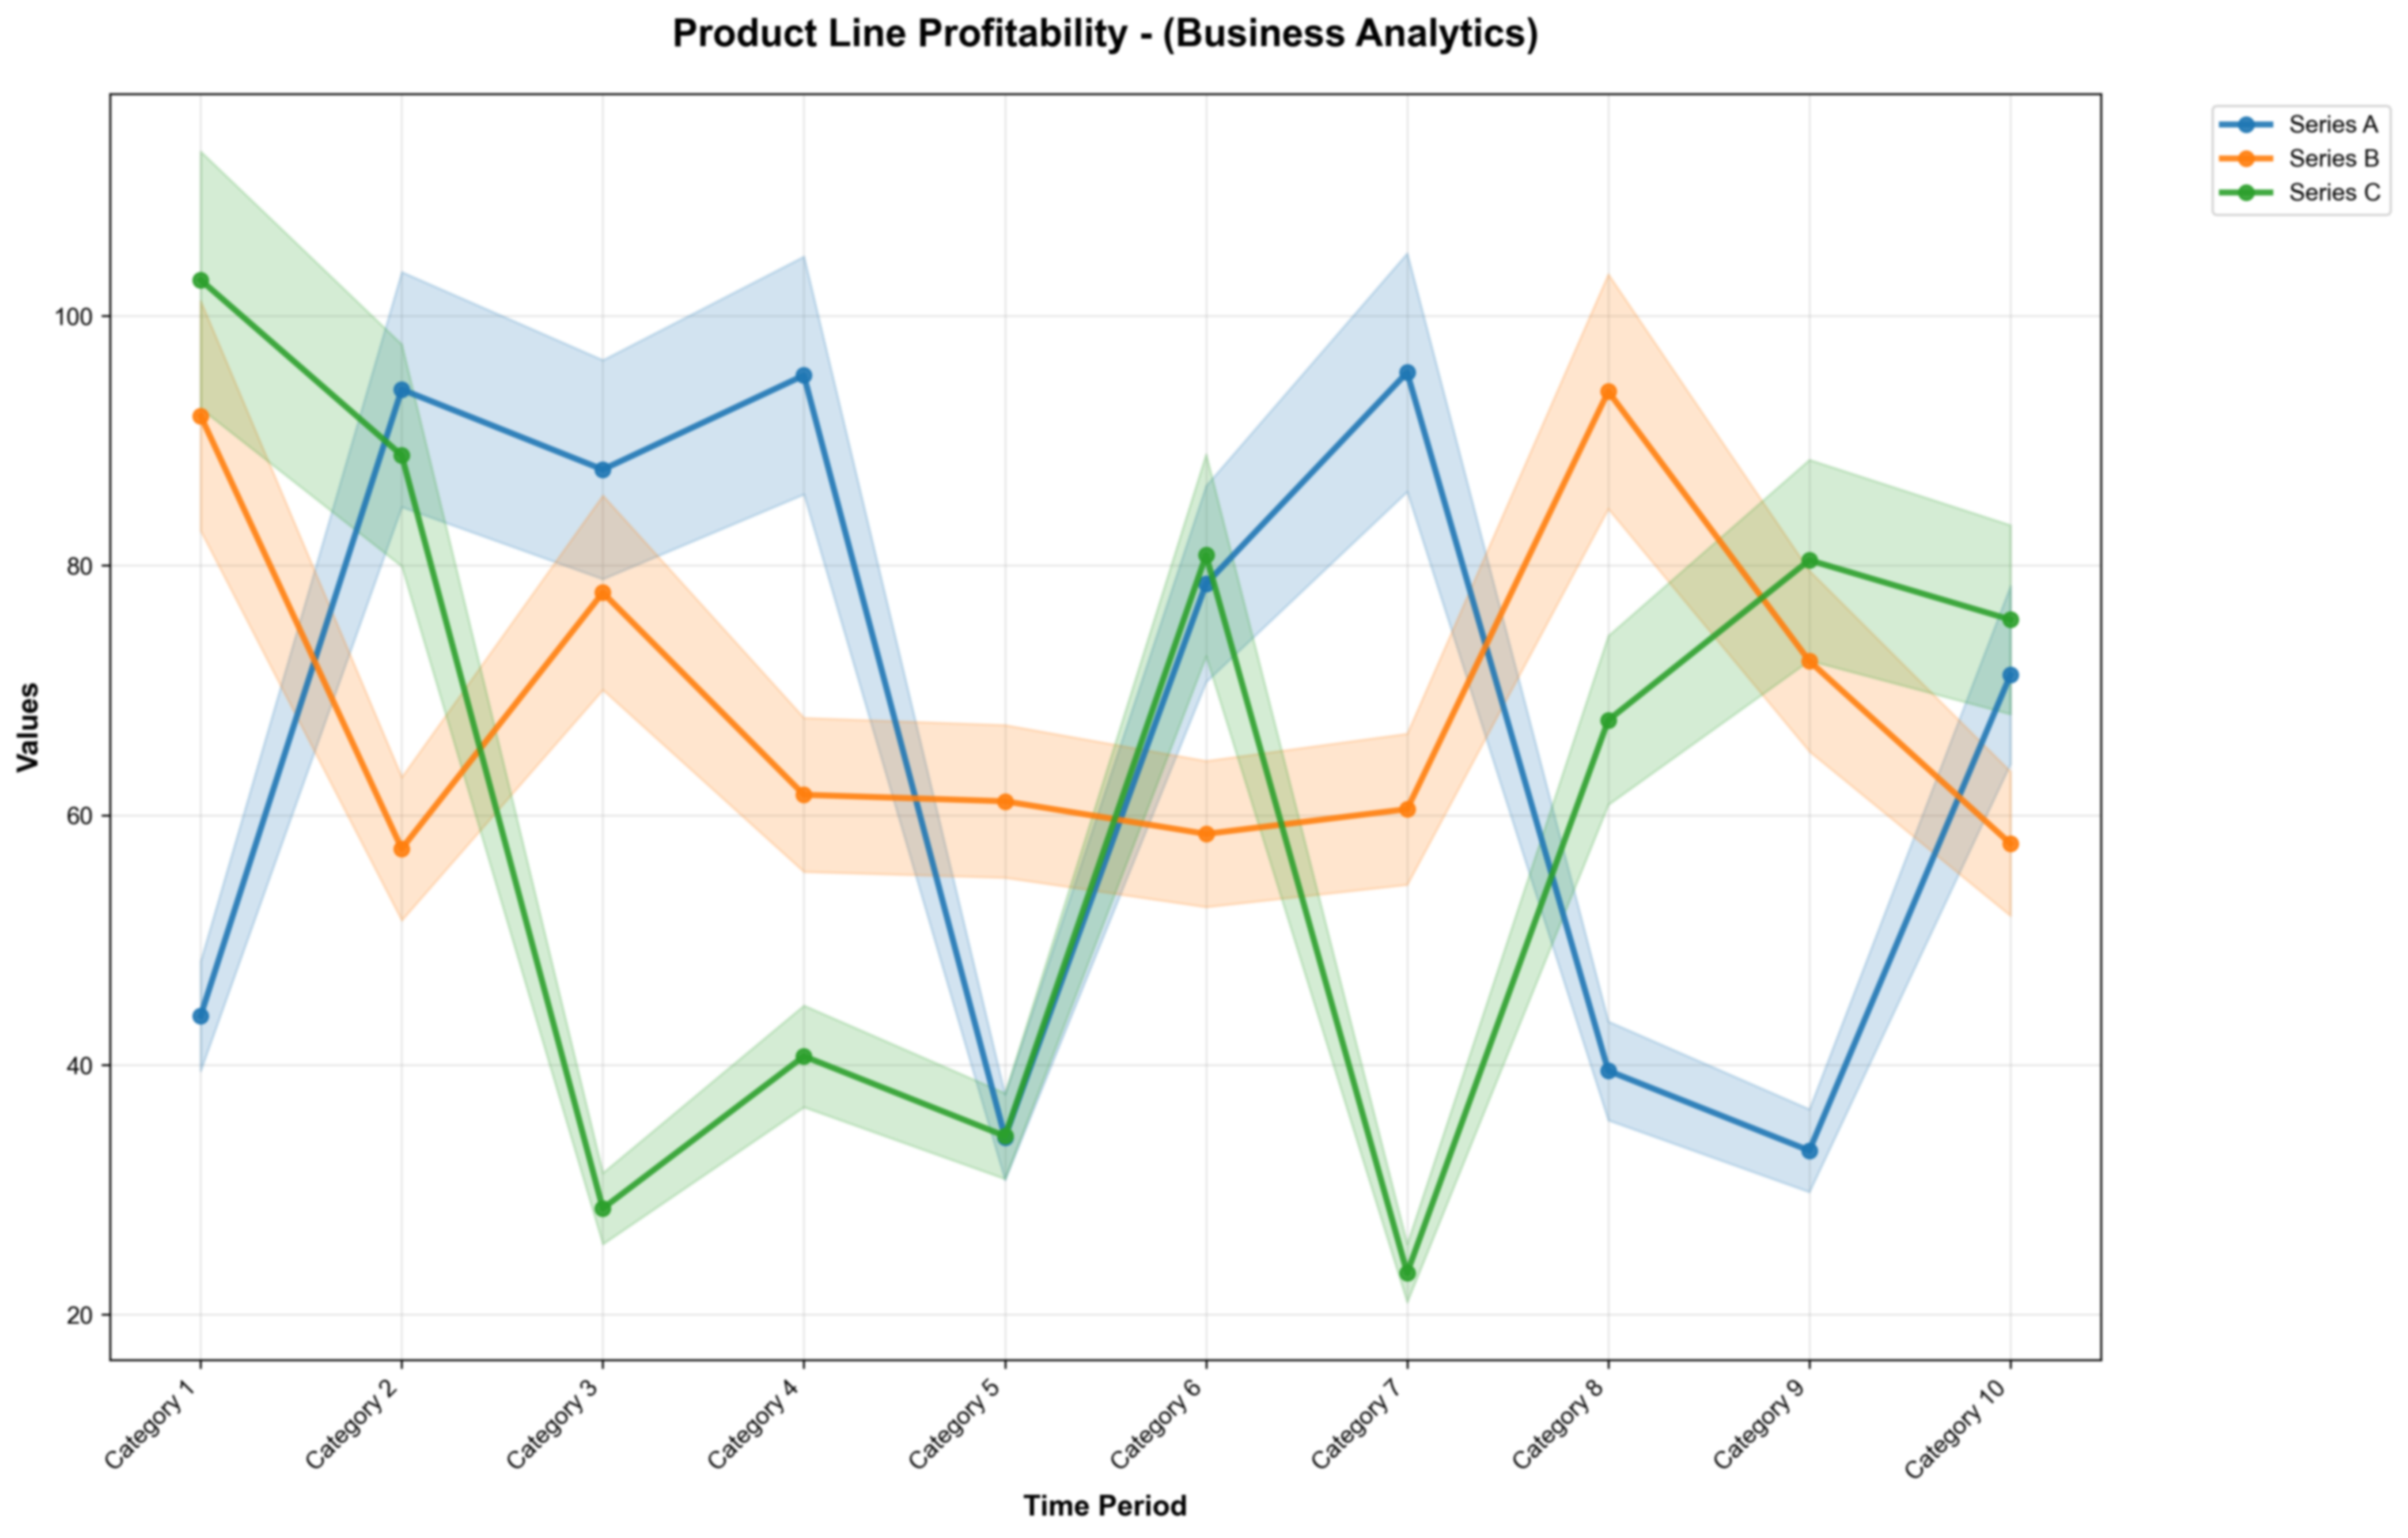 Product Line Profitability - (Business Analytics)
Series A
Series B
Series C
Values
100
80
60
40
20
Category 1
Category 2
Category 3
Category 4
Category 5
Category 6
Category 7
Category 8
Category 9
Category 10
Time Period